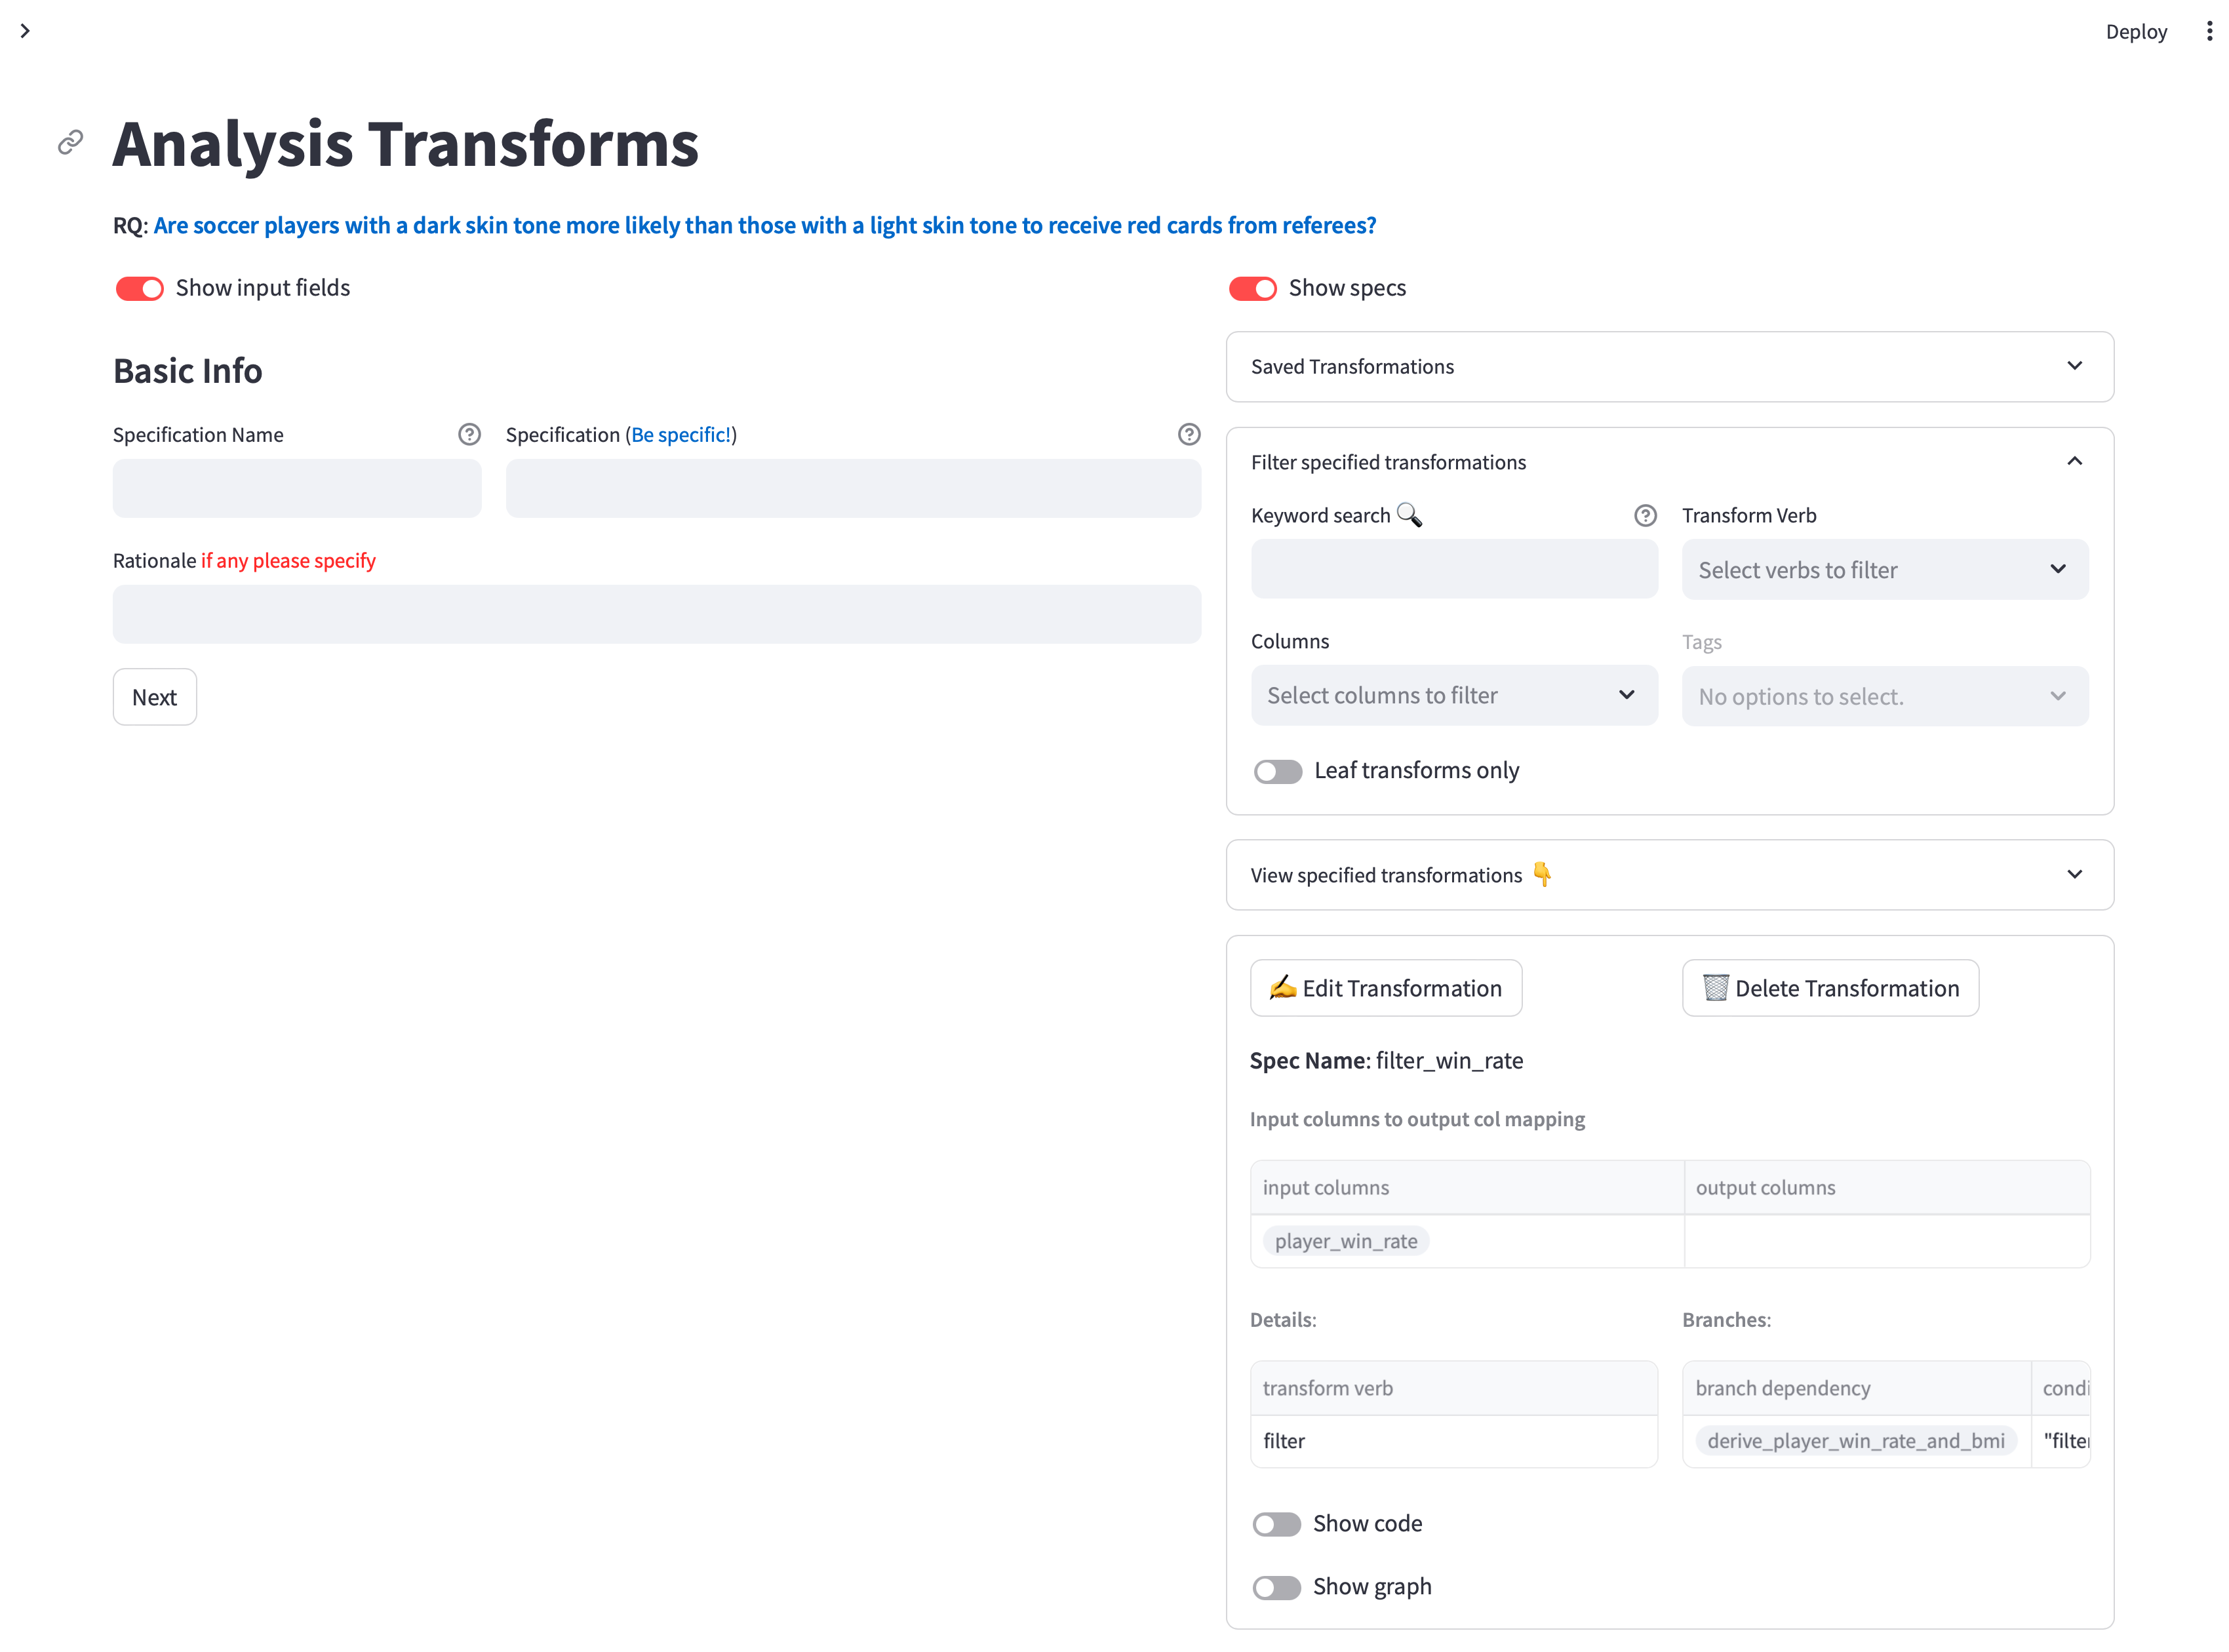 Deploy
Analysis Transforms
RQ: Are soccer players with a dark skin tone more likely than those with a light skin tone to receive red cards from referees?
Show input fields
Basic Info
Specification Name
Specification (Be specific!)
Rationale if any please specify
Next
Show specs
Saved Transformations
Filter specified transformations
Keyword search 🔍
Transform Verb
Select verbs to filter
Columns
Select columns to filter
Tags
No options to select.
Leaf transforms only
View specified transformations 👇
✍️ Edit Transformation
🗑️ Delete Transformation
Spec Name: filter_win_rate
Input columns to output col mapping
input columns
output columns
player_win_rate
Details:
transform verb
filter
Branches:
branch dependency
condi
derive_player_win_rate_and_bmi
"filter
Show code
Show graph